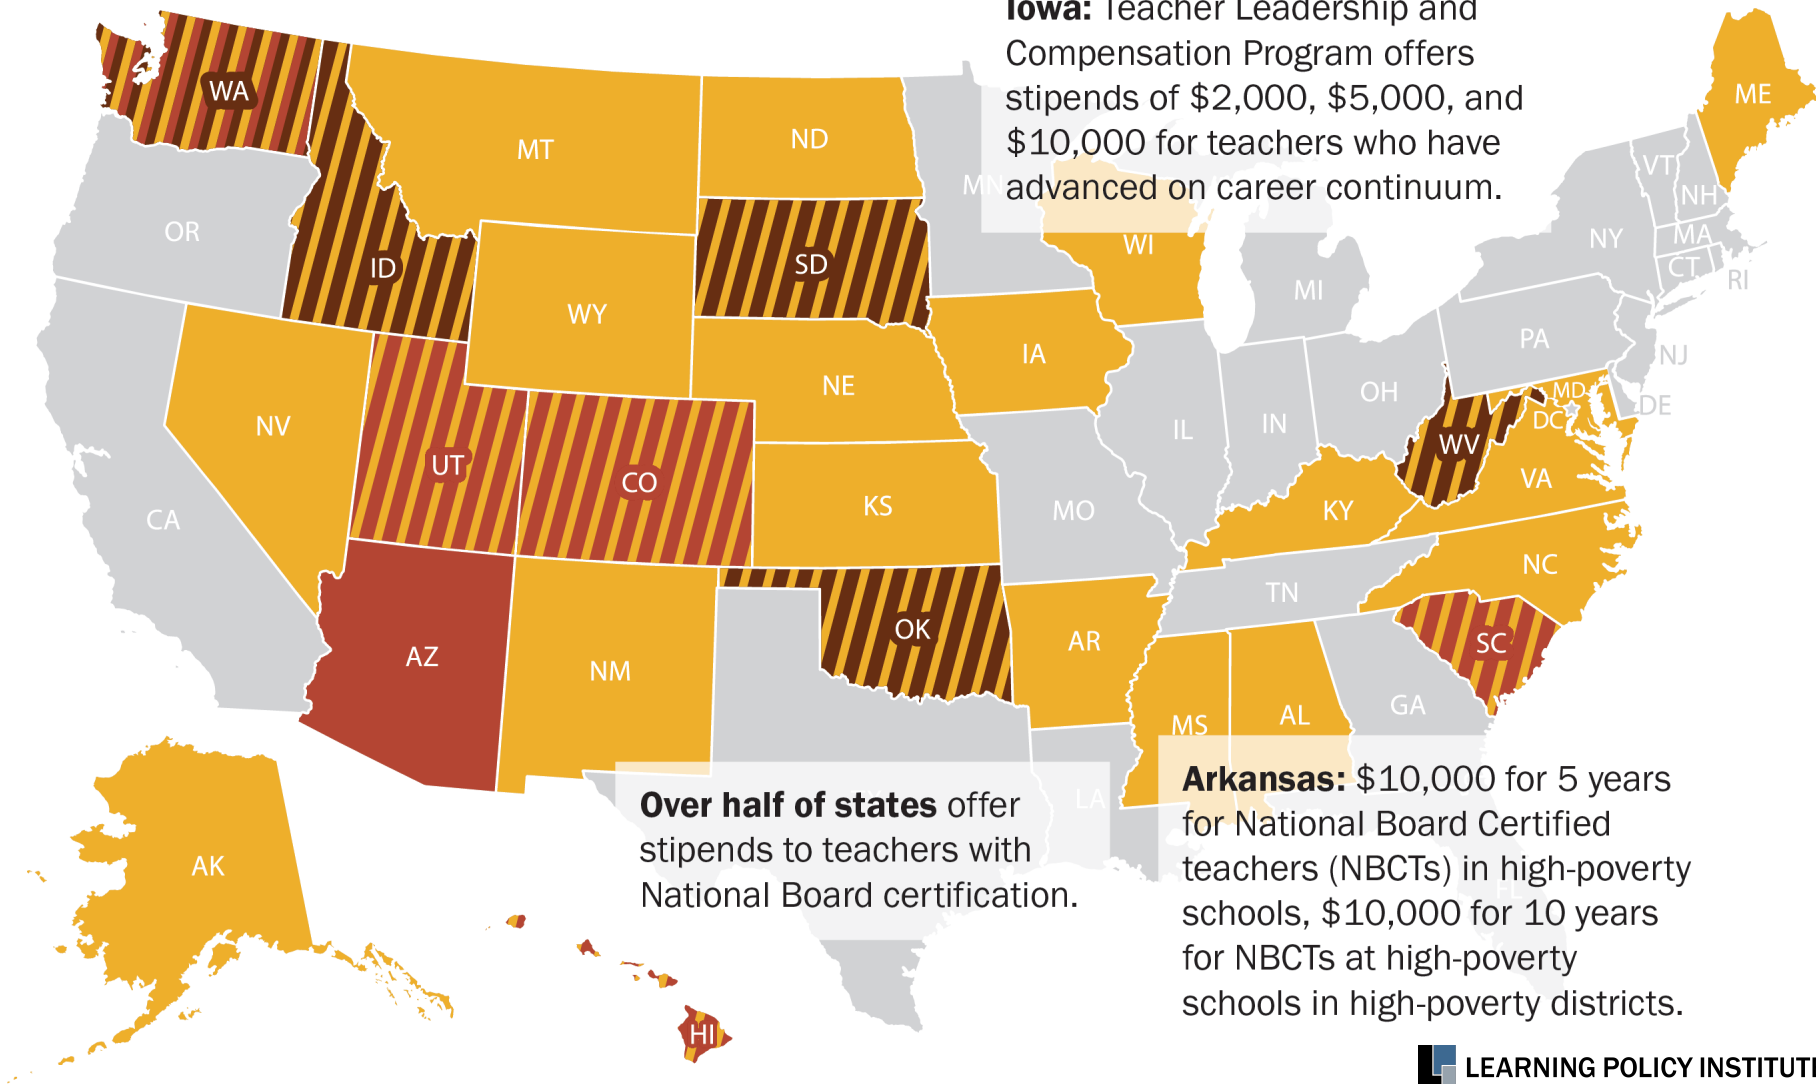 Iowa: Teacher Leadership and
Compensation Program offers
stipends of $2,000, $5,000, and
$10,000 for teachers who have
advanced on career continuum.
WA
MT
ND
MN
ME
VT
NH
OR
ID
SD
WI
NY
MA
CT
RI
MI
WY
IA
PA
NJ
NE
OH
MD
DE
NV
IL
IN
DC
UT
CO
WV
VA
KS
KY
CA
MO
NC
TN
OK
AR
SC
AZ
NM
MS
AL
GA
LA
FL
AK
HI
Over half of states offer
stipends to teachers with
National Board certification.
Arkansas: $10,000 for 5 years
for National Board Certified
teachers (NBCTs) in high-poverty
schools, $10,000 for 10 years
for NBCTs at high-poverty
schools in high-poverty districts.
LEARNING POLICY INSTITUT